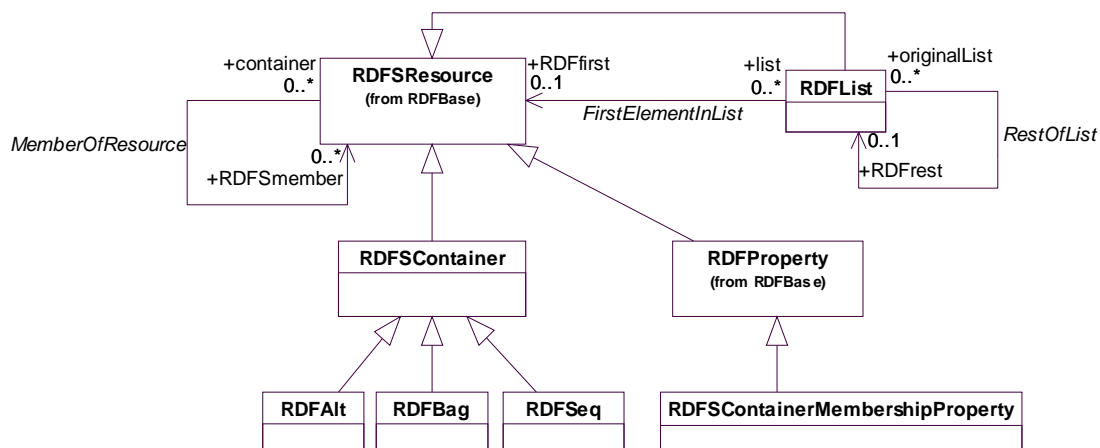 +container
0..*
RDFSResource
(from RDFBase)
+RDFfirst
0..1
+list
0..*
RDFList
+originalList
0..*
FirstElementInList
MemberOfResource
0..*
+RDFSmember
0..1
+RDFrest
RestOfList
RDFSContainer
RDFProperty
(from RDFBase)
RDFAlt
RDFBag
RDFSeq
RDFSContainerMembershipProperty